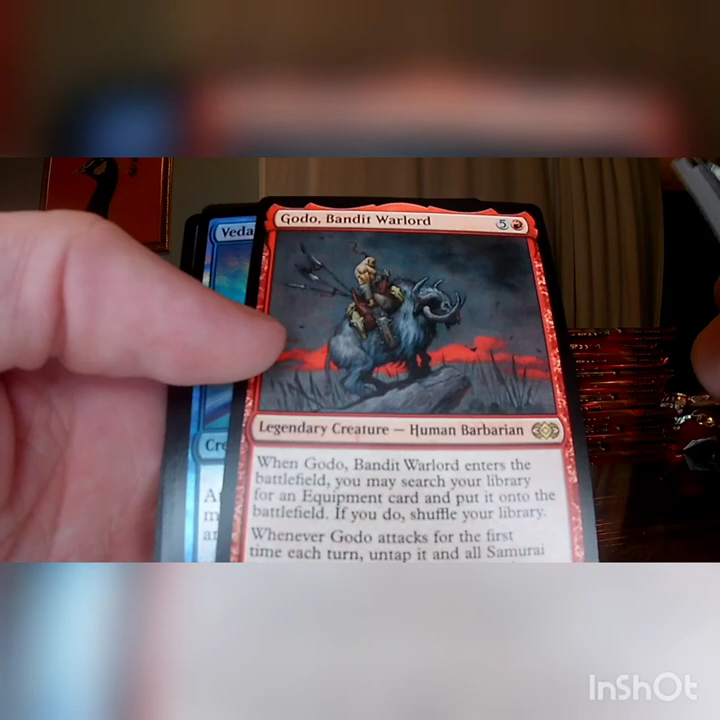 Godo, Bandit Warlord
5
Veda
Legendary Creature — Human Barbarian
Cre
When Godo, Bandit Warlord enters the
battlefield, you may search your library
for an Equipment card and put it onto the
battlefield. If you do, shuffle your library.
Whenever Godo attacks for the first
time each turn, untap it and all Samurai
InShOt